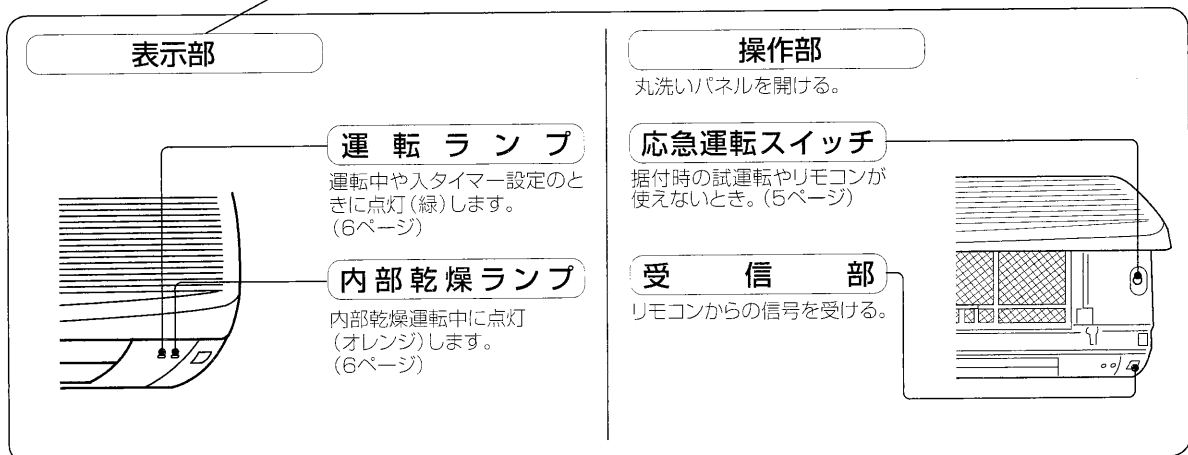 表示部
運転ランプ
運転中や入タイマー設定のと
きに点灯(緑)します。
(6ページ)
内部乾燥ランプ
内部乾燥運転中に点灯
(オレンジ)します。
(6ページ)
操作部
丸洗いパネルを開ける。
応急運転スイッチ
据付時の試運転やリモコンが
使えないとき。(5ページ)
受信部
リモコンからの信号を受ける。